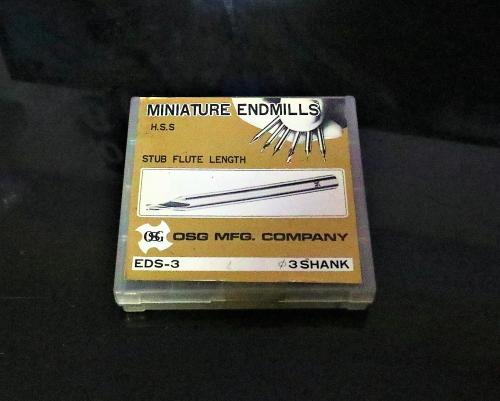 MINIATURE ENDMILLS
H.S.S
STUB FLUTE LENGTH
OSG OSG MFG. COMPANY
EDS-3 φ3 SHANK